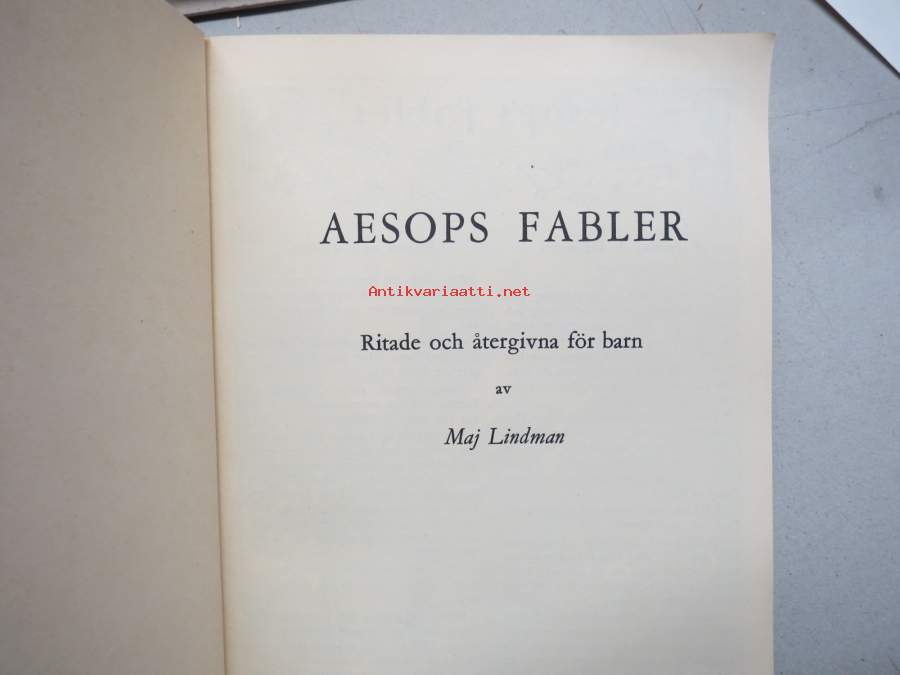 AESOPS FABLER
Antikvariaatti.net
Ritade och återgivna för barn
av
Maj Lindman